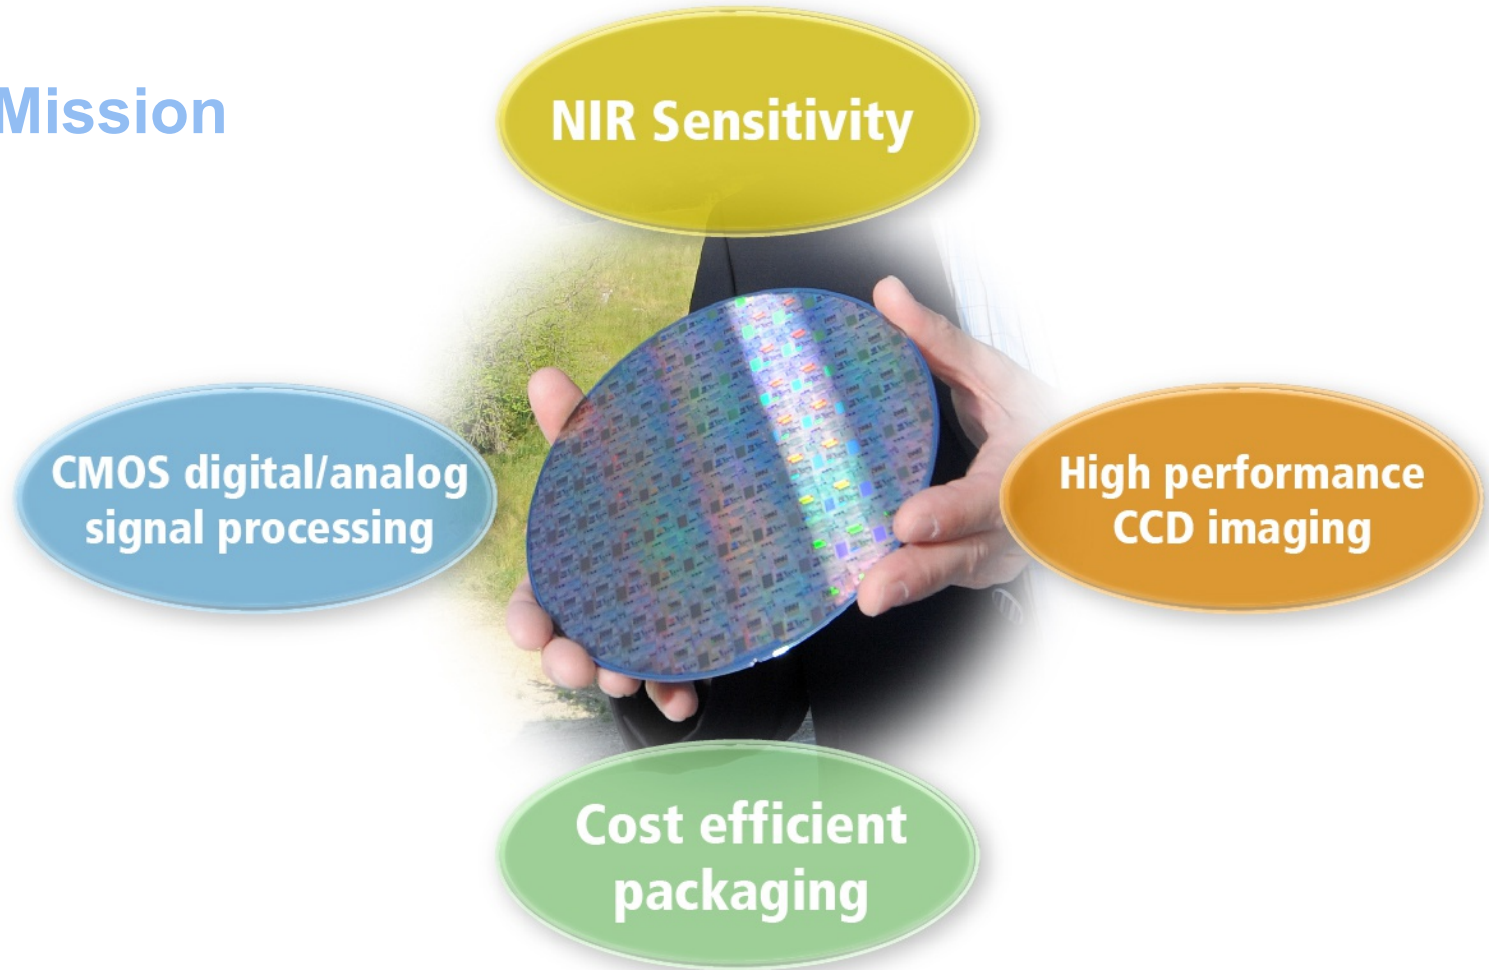 Mission
NIR Sensitivity
CMOS digital/analog
signal processing
High performance
CCD imaging
Cost efficient
packaging